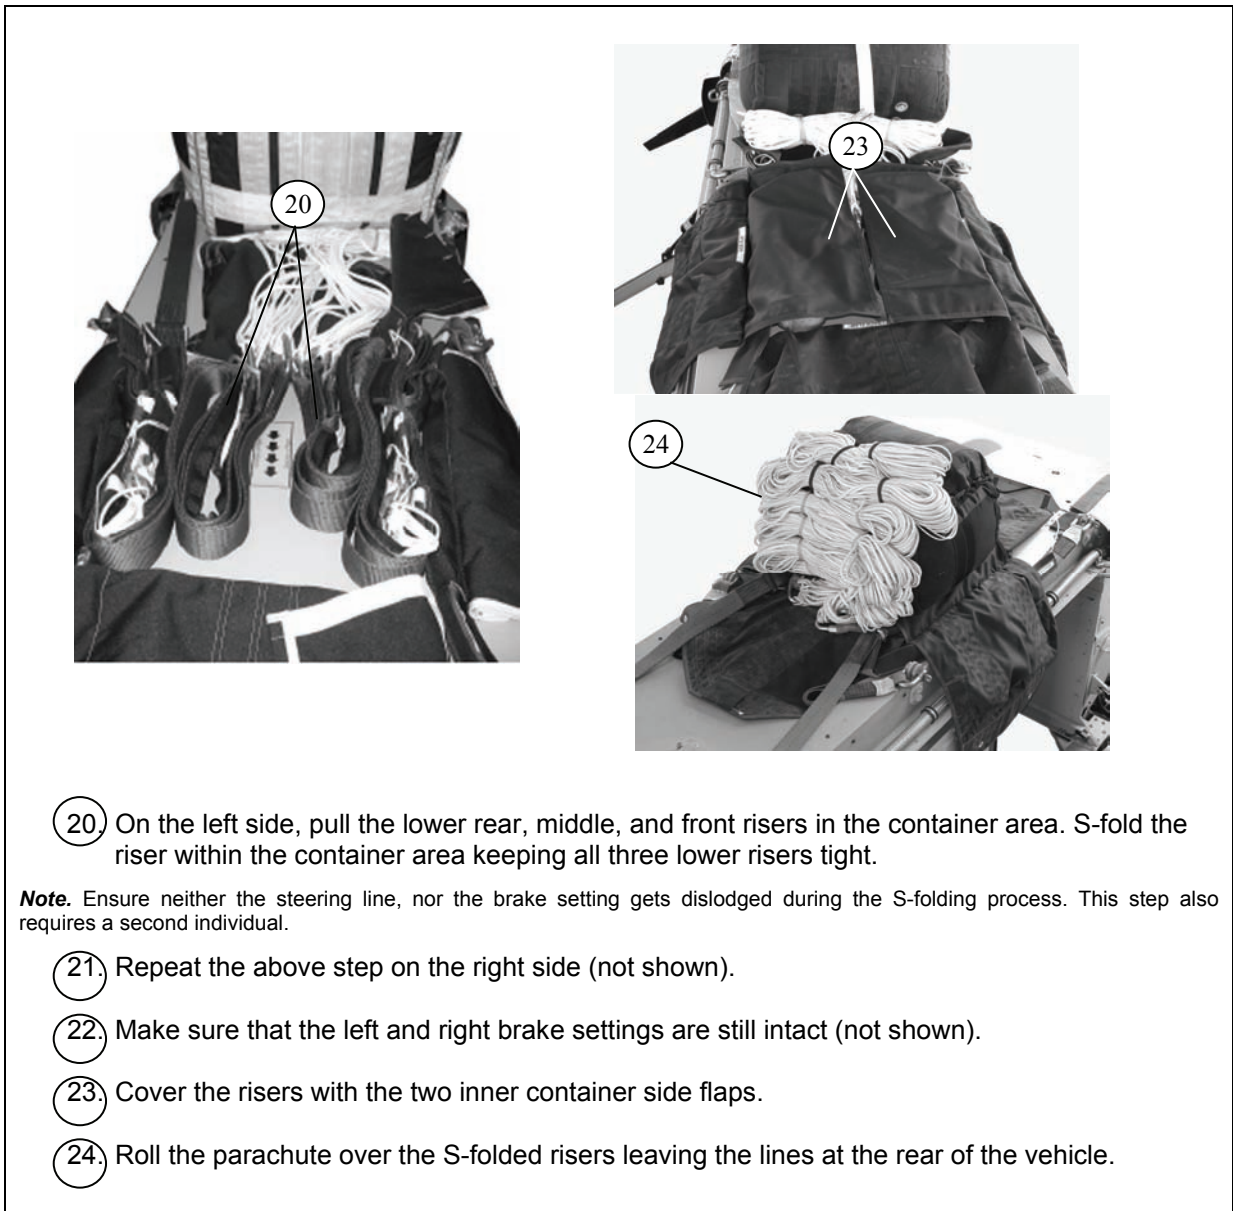 20
23
24
20. On the left side, pull the lower rear, middle, and front risers in the container area. S-fold the
riser within the container area keeping all three lower risers tight.
Note. Ensure neither the steering line, nor the brake setting gets dislodged during the S-folding process. This step also
requires a second individual.
21. Repeat the above step on the right side (not shown).
22. Make sure that the left and right brake settings are still intact (not shown).
23. Cover the risers with the two inner container side flaps.
24. Roll the parachute over the S-folded risers leaving the lines at the rear of the vehicle.